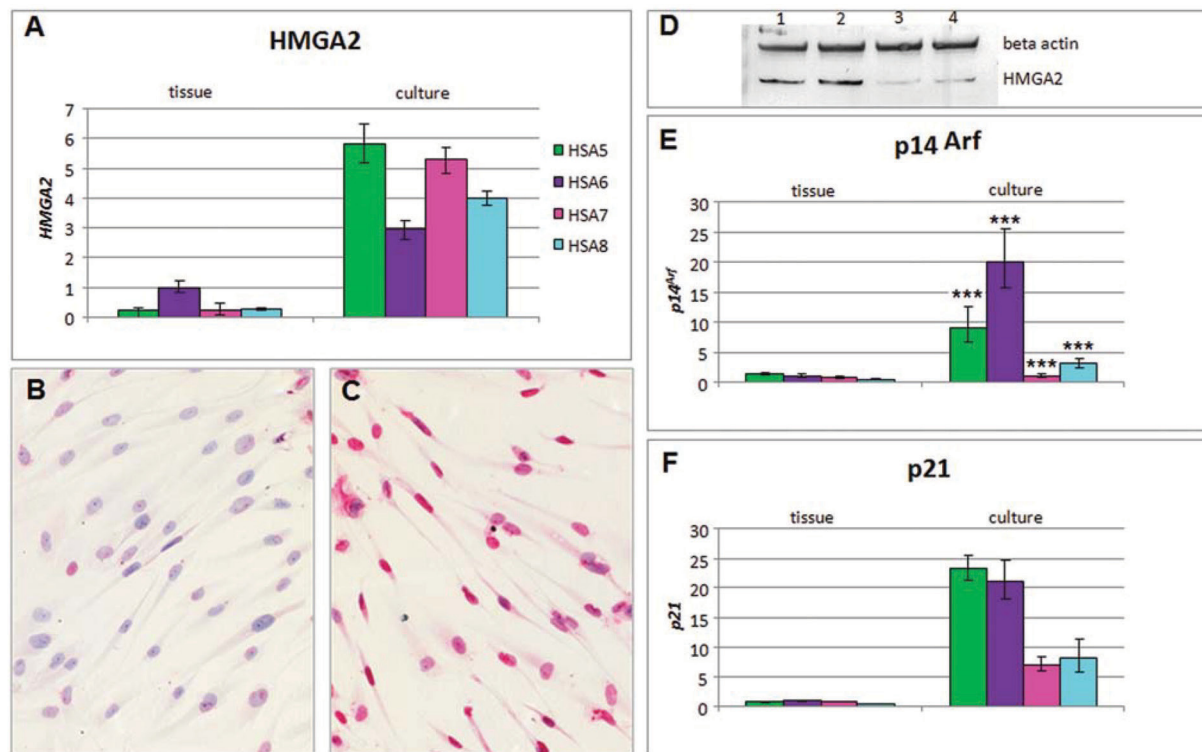 A
HMGA2
tissue culture
7
6
5
4
3
2
1
0
HMGA2
HSA5
HSA6
HSA7
HSA8
B
C
D
1 2 3 4
beta actin
HMGA2
E
p14 Arf
tissue culture
30
25
20
15
10
5
0
p14Arf
***
***
***
***
F
p21
tissue culture
30
25
20
15
10
5
0
p21